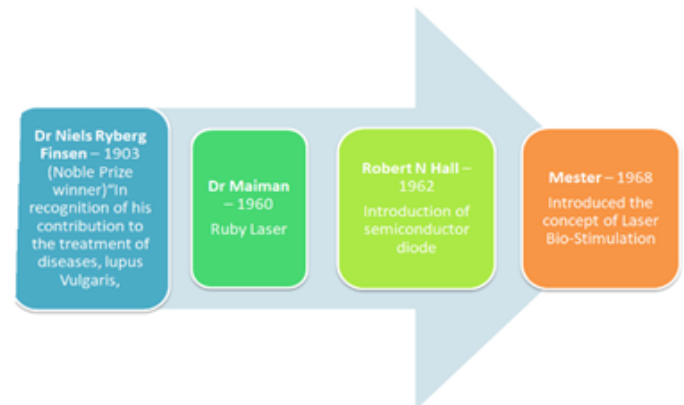 Dr Niels Ryberg
Finsen – 1903
(Noble Prize
winner)"In
recognition of his
contribution to
the treatment of
diseases, lupus
Vulgaris,
Dr Maiman
– 1960
Ruby Laser
Robert N Hall –
1962
Introduction of
semiconductor
diode
Mester – 1968
Introduced the
concept of Laser
Bio-Stimulation